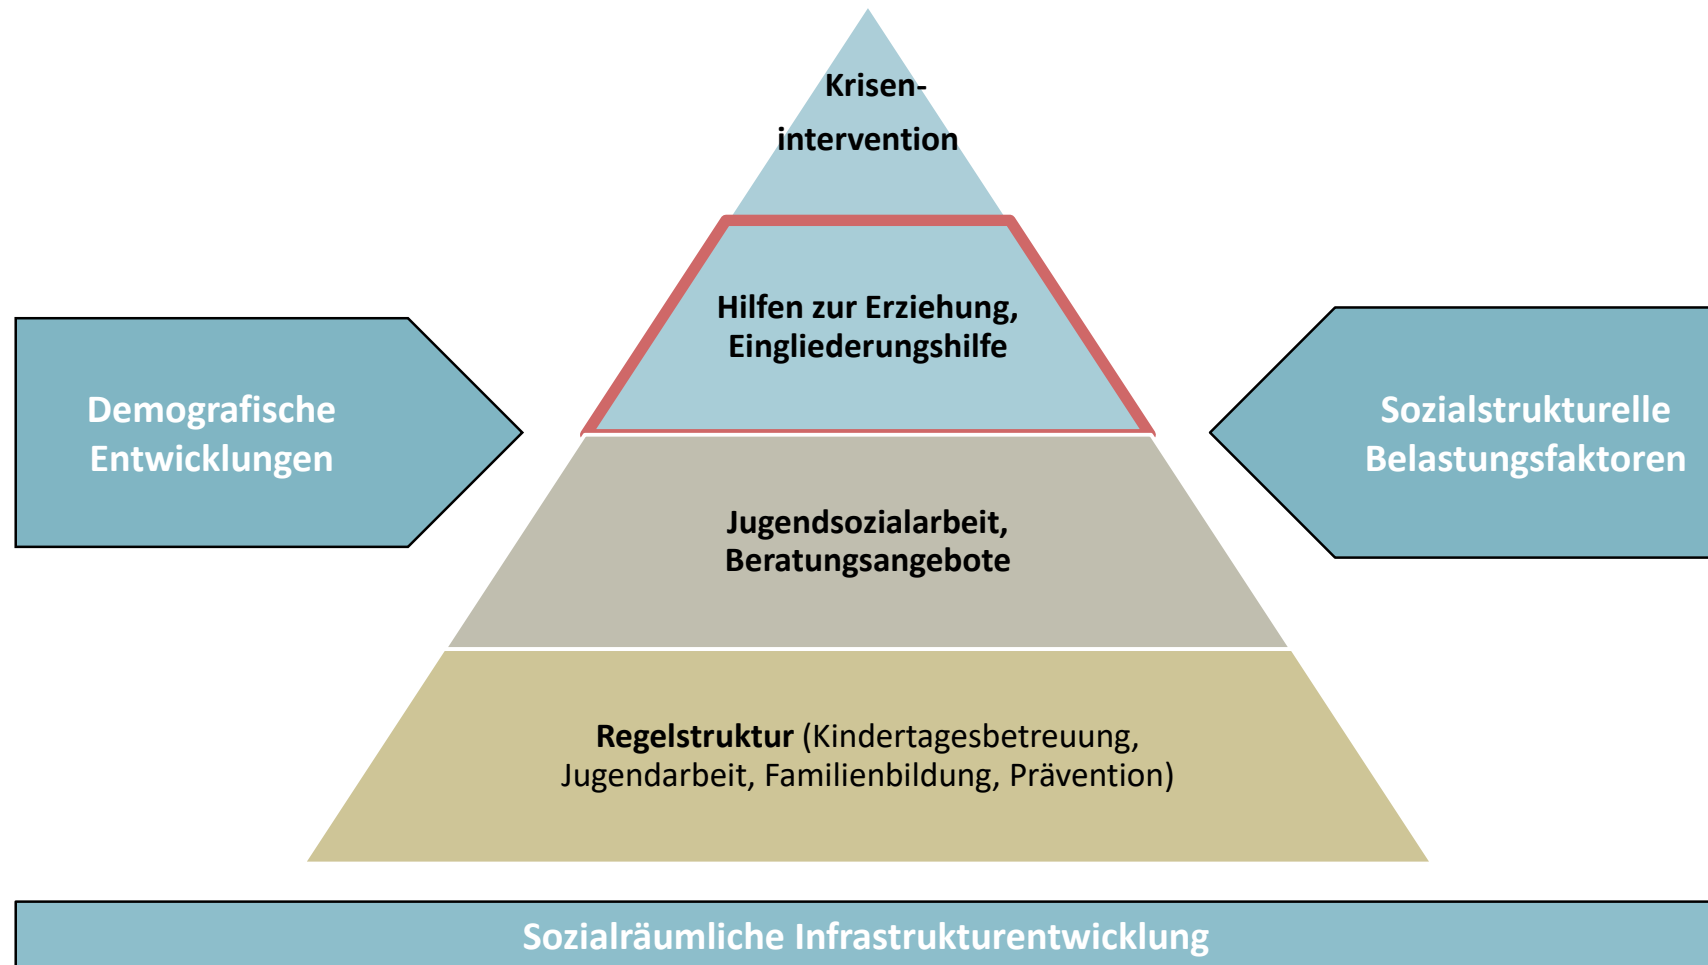 Krisen-
intervention
Hilfen zur Erziehung,
Eingliederungshilfe
Demografische
Entwicklungen
Sozialstrukturelle
Belastungsfaktoren
Jugendsozialarbeit,
Beratungsangebote
Regelstruktur (Kindertagesbetreuung,
Jugendarbeit, Familienbildung, Prävention)
Sozialräumliche Infrastrukturentwicklung